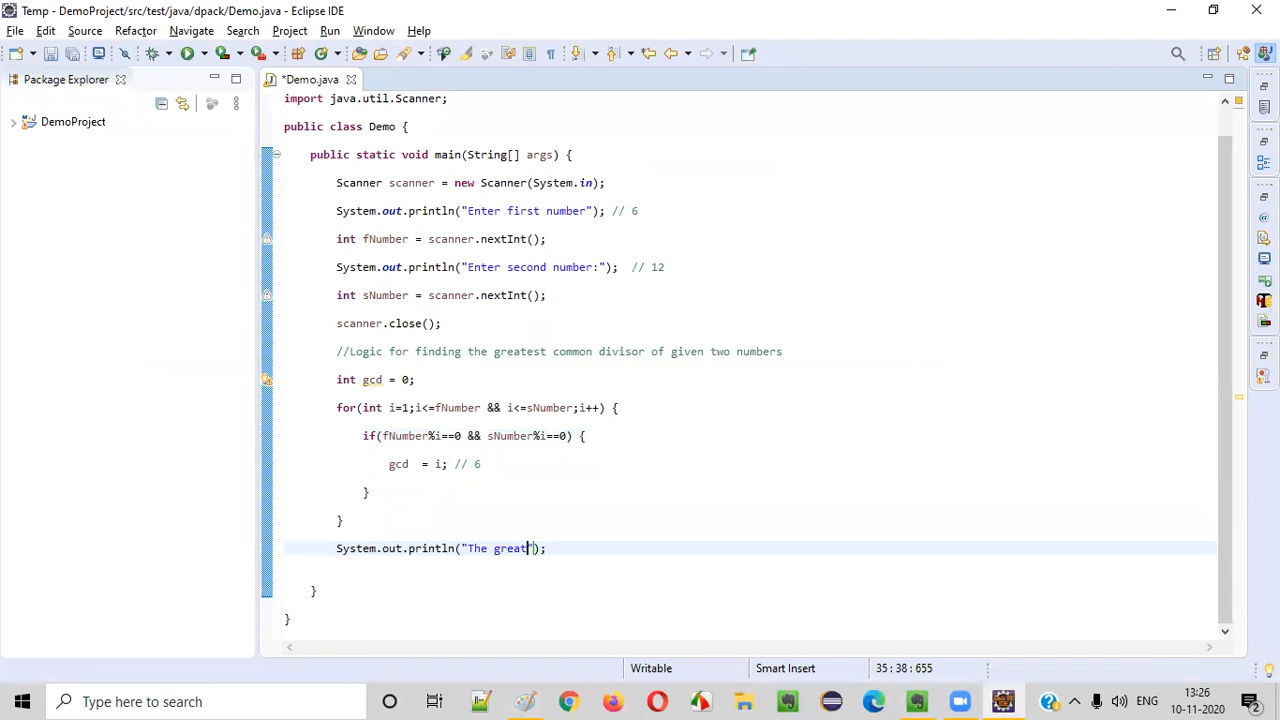 Temp - DemoProject/src/test/java/dpack/Demo.java - Eclipse IDE
File Edit Source Refactor Navigate Search Project Run Window Help
Package Explorer
*Demo.java
DemoProject
import java.util.Scanner;
public class Demo {
public static void main(String[] args) {
Scanner scanner = new Scanner(System.in);
System.out.println("Enter first number"); // 6
int fNumber = scanner.nextInt();
System.out.println("Enter second number:");  // 12
int sNumber = scanner.nextInt();
scanner.close();
//Logic for finding the greatest common divisor of given two numbers
int gcd = 0;
for(int i=1;i<=fNumber && i<=sNumber;i++) {
if(fNumber%i==0 && sNumber%i==0) {
gcd  = i; // 6
}
}
System.out.println("The great");
}
}
Writable Smart Insert 35 : 38 : 655
Type here to search
ENG
13:26
10-11-2020
2